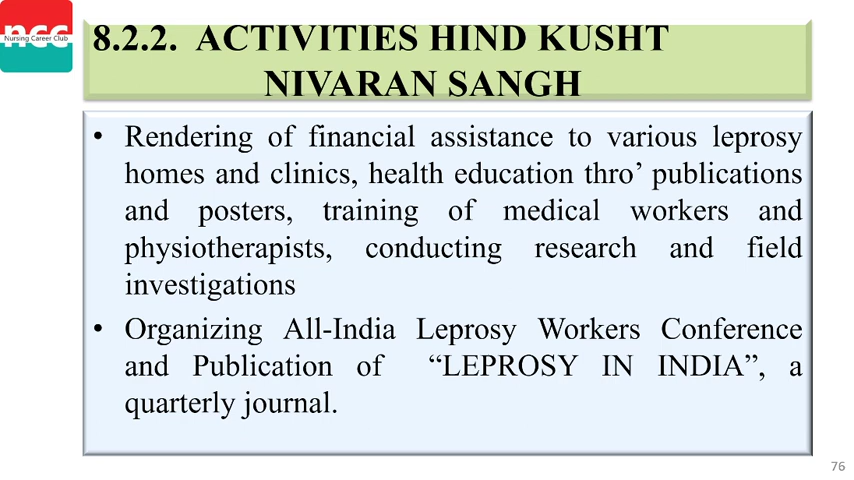 ncc
Nursing Career Club
8.2.2. ACTIVITIES HIND KUSHT
NIVARAN SANGH
• Rendering of financial assistance to various leprosy
homes and clinics, health education thro’ publications
and posters, training of medical workers and
physiotherapists, conducting research and field
investigations
• Organizing All-India Leprosy Workers Conference
and Publication of “LEPROSY IN INDIA”, a
quarterly journal.
76